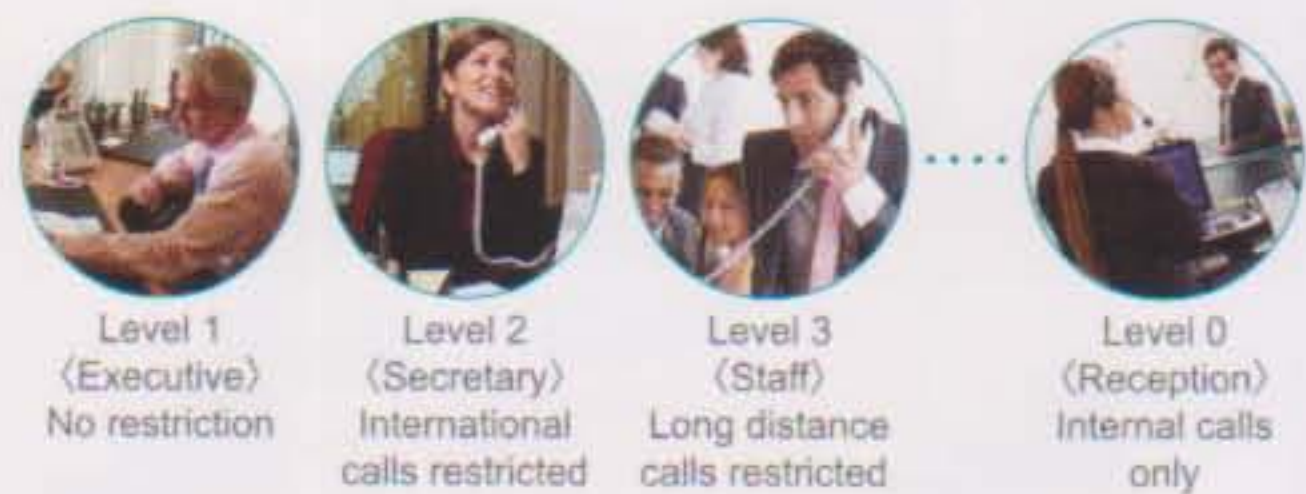 Level 1
〈Executive〉
No restriction
Level 2
〈Secretary〉
International
calls restricted
Level 3
〈Staff〉
Long distance
calls restricted
Level 0
〈Reception〉
Internal calls
only